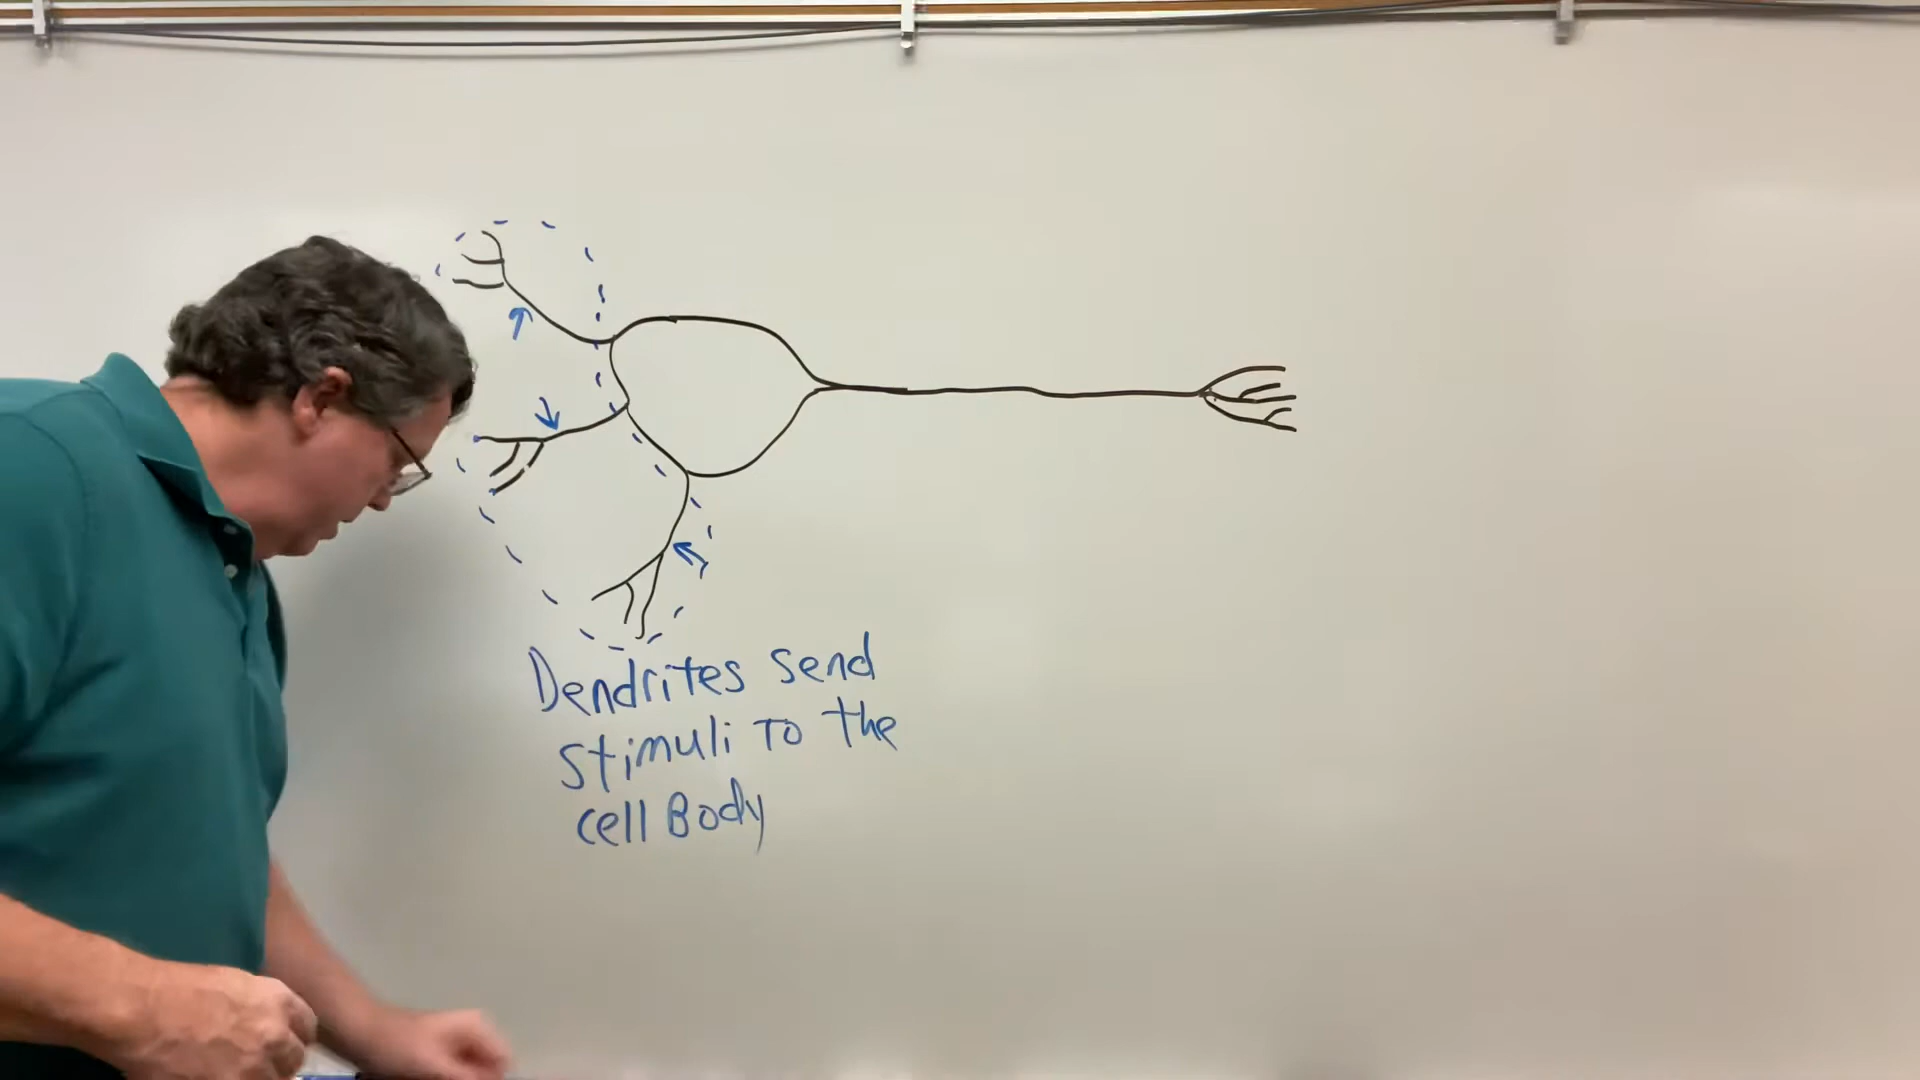 Dendrites send
stimuli To the
cell Body